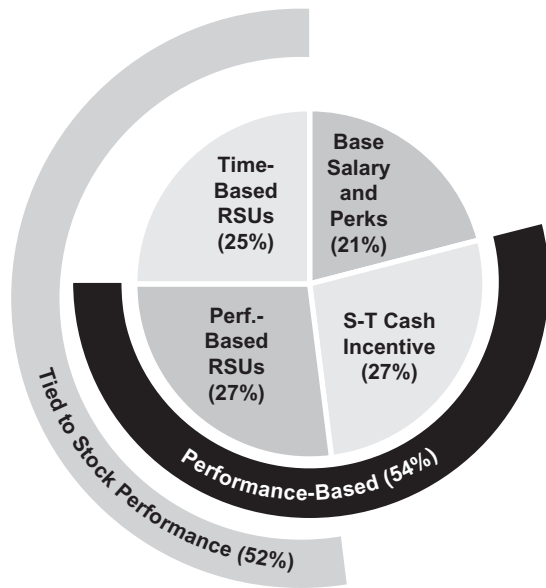 Time-
Based
RSUs
(25%)
Base
Salary
and
Perks
(21%)
Perf.-
Based
RSUs
(27%)
S-T Cash
Incentive
(27%)
Performance-Based (54%)
Tied to Stock Performance (52%)